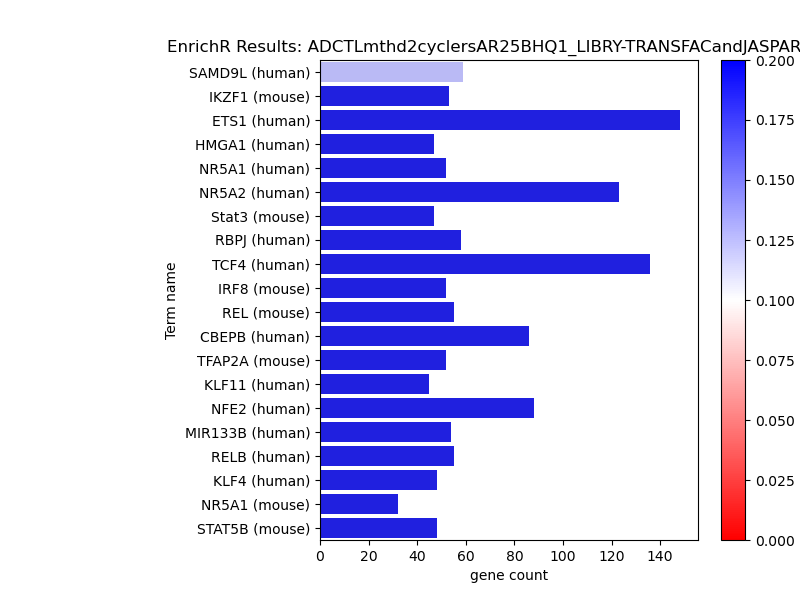 EnrichR Results: ADCTLmthd2cyclersAR25BHQ1_LIBRY-TRANSFACandJASPAR
SAMD9L (human)
IKZF1 (mouse)
ETS1 (human)
HMGA1 (human)
NR5A1 (human)
NR5A2 (human)
Stat3 (mouse)
RBPJ (human)
TCF4 (human)
IRF8 (mouse)
REL (mouse)
CBEPB (human)
TFAP2A (mouse)
KLF11 (human)
NFE2 (human)
MIR133B (human)
RELB (human)
KLF4 (human)
NR5A1 (mouse)
STAT5B (mouse)
Term name
0 20 40 60 80 100 120 140
gene count
0.200
0.175
0.150
0.125
0.100
0.075
0.050
0.025
0.000